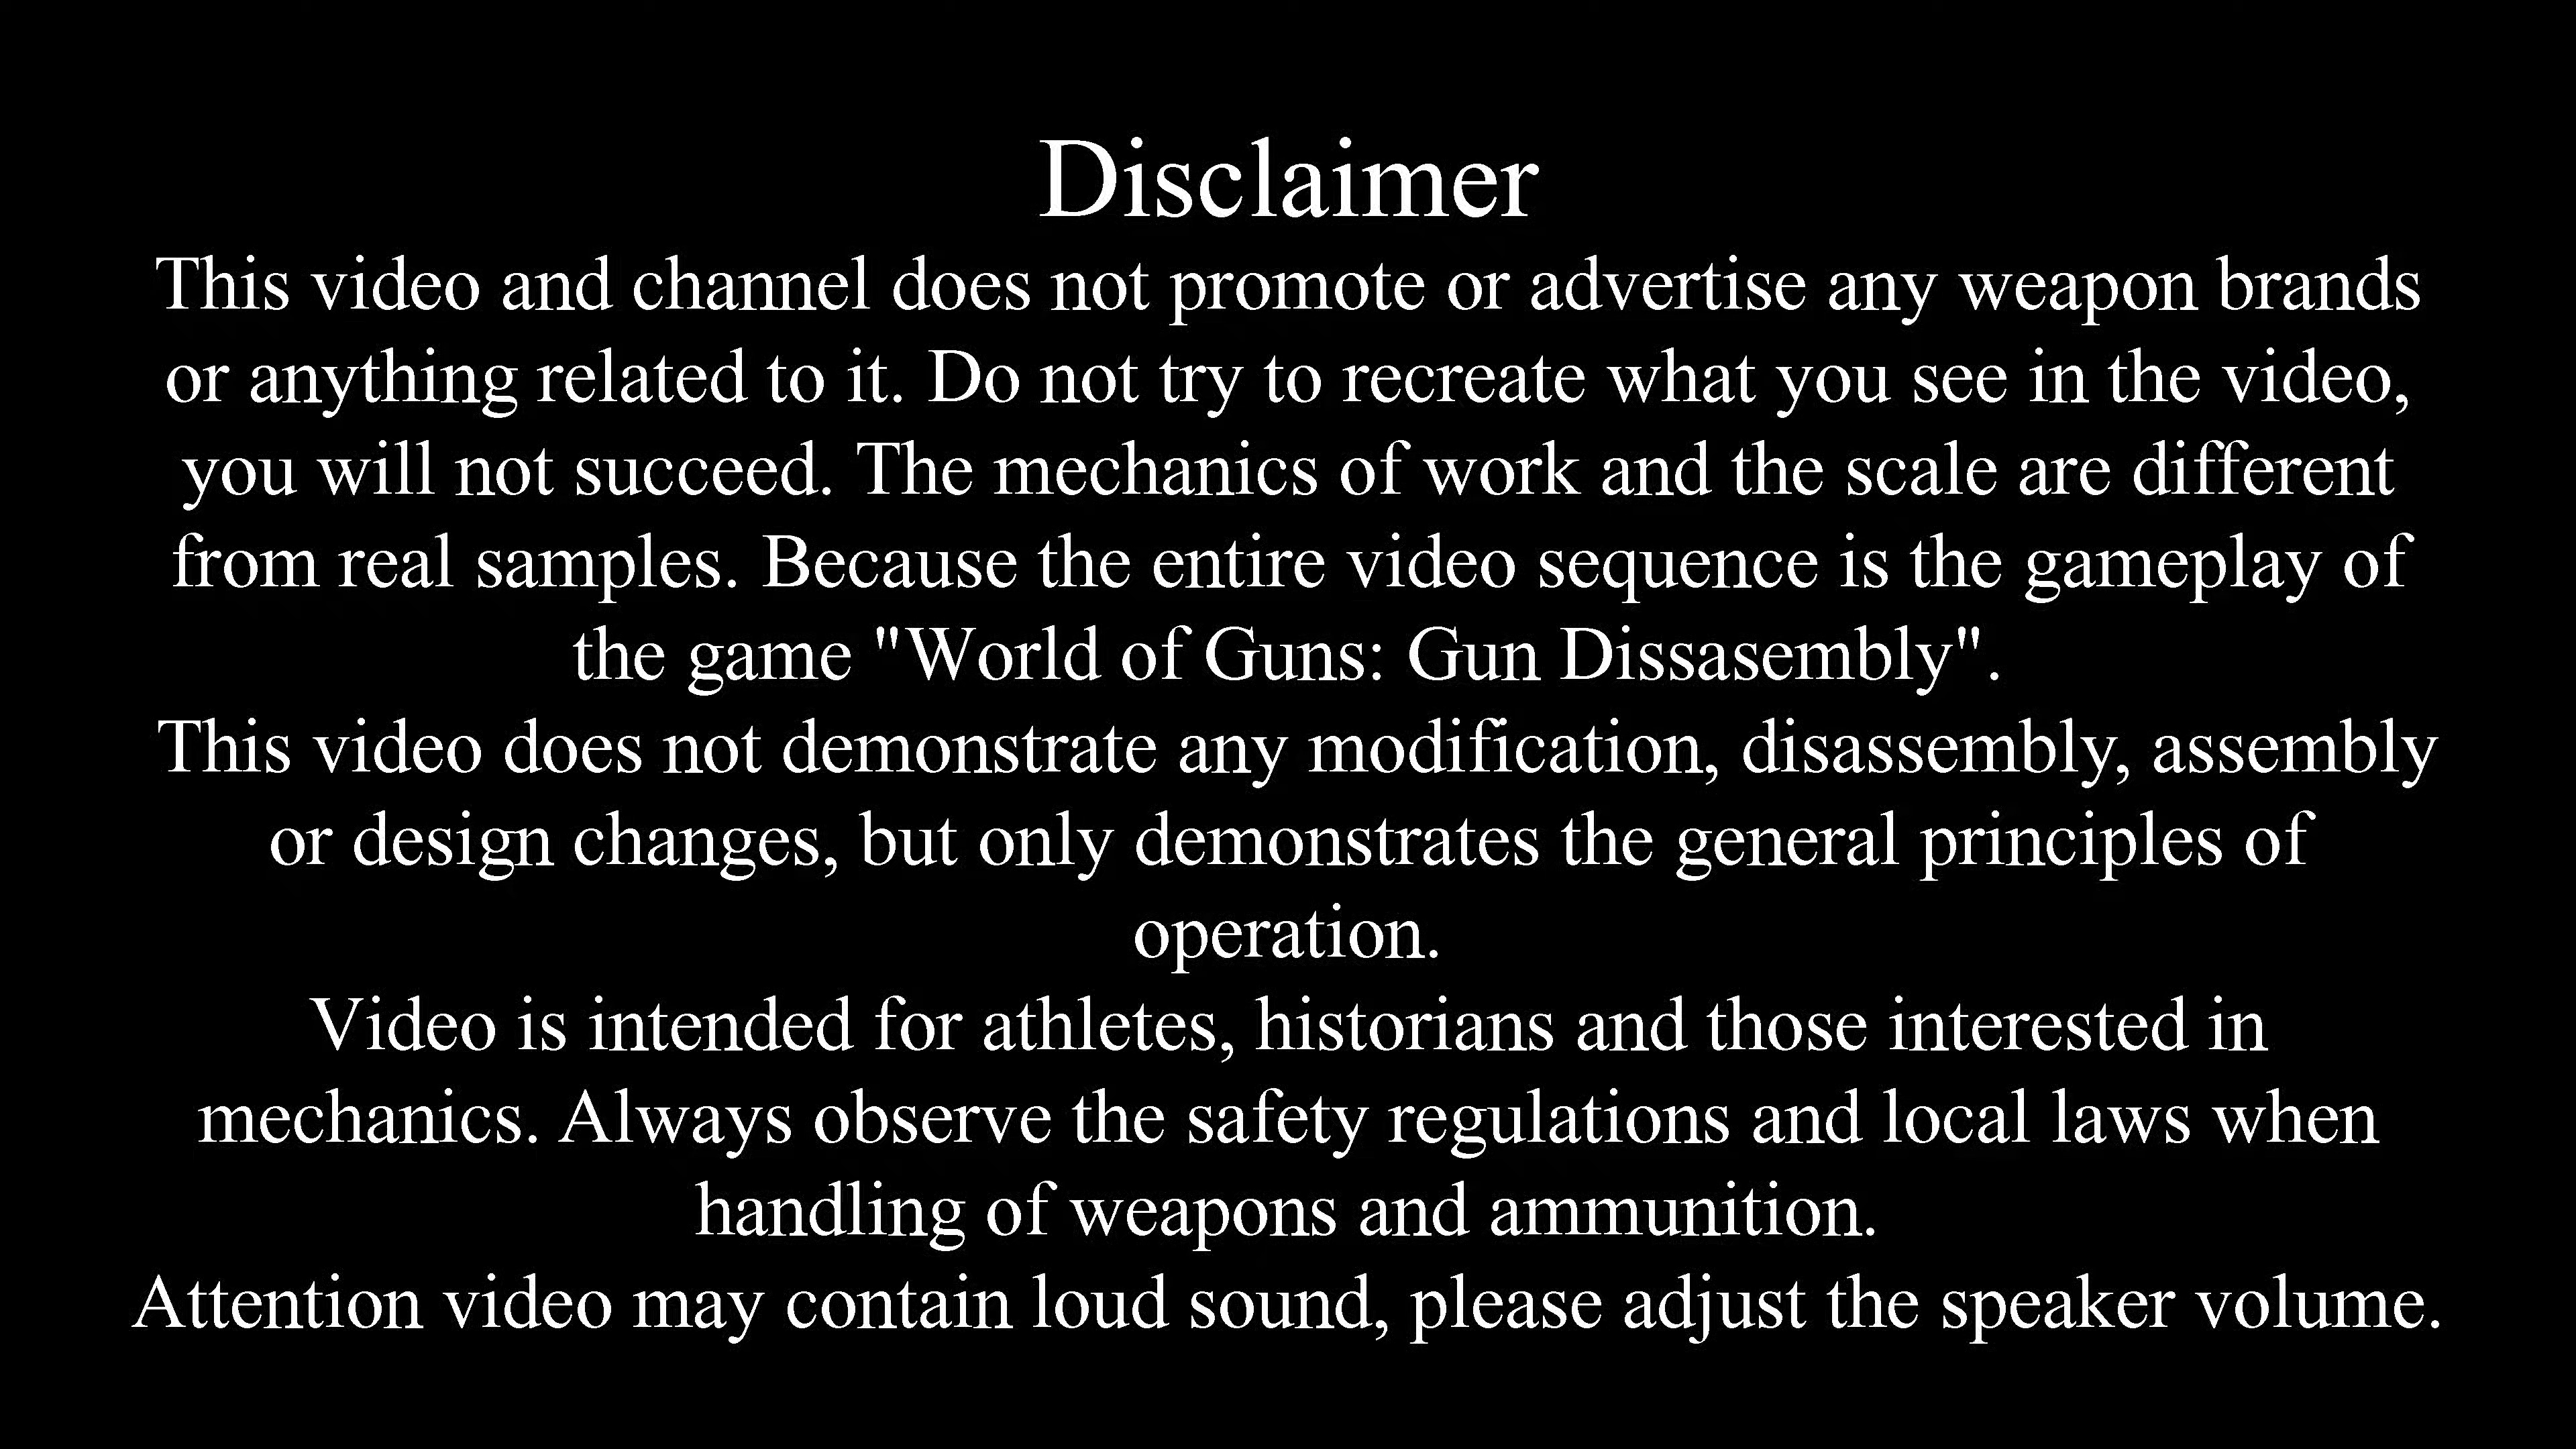 Disclaimer
This video and channel does not promote or advertise any weapon brands
or anything related to it. Do not try to recreate what you see in the video,
you will not succeed. The mechanics of work and the scale are different
from real samples. Because the entire video sequence is the gameplay of
the game "World of Guns: Gun Dissasembly".
This video does not demonstrate any modification, disassembly, assembly
or design changes, but only demonstrates the general principles of
operation.
Video is intended for athletes, historians and those interested in
mechanics. Always observe the safety regulations and local laws when
handling of weapons and ammunition.
Attention video may contain loud sound, please adjust the speaker volume.